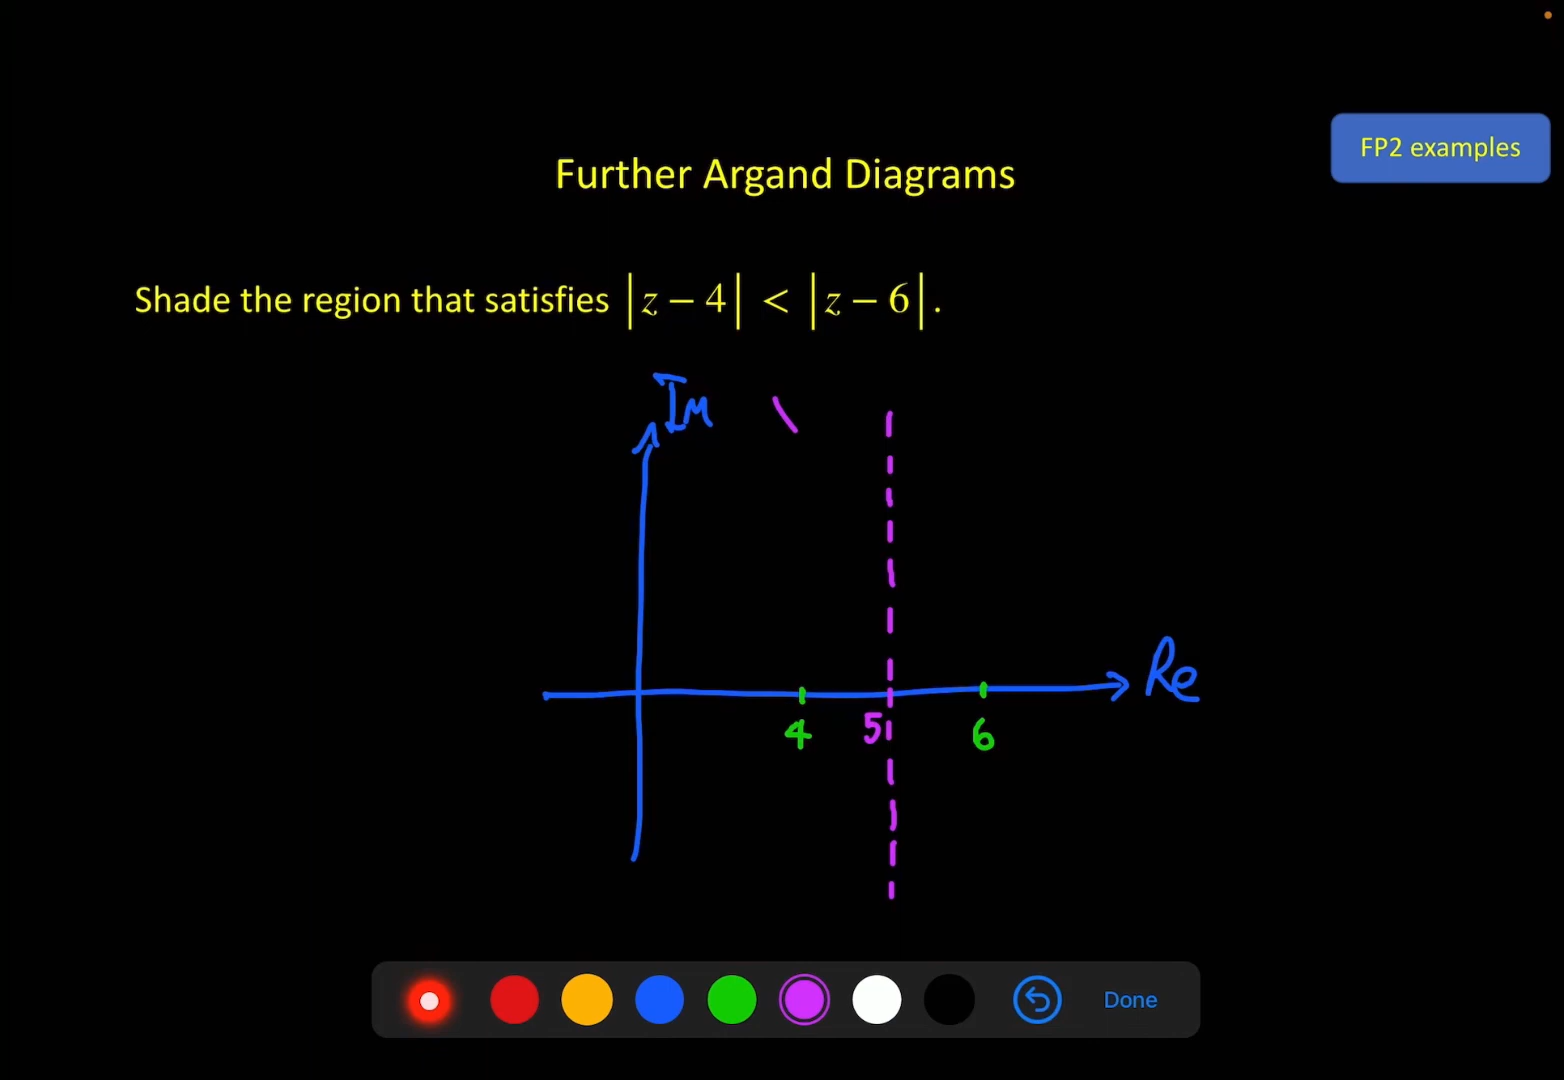 FP2 examples
Further Argand Diagrams
Shade the region that satisfies |z − 4| < |z − 6|.
Im
Re
4 5 6
Done